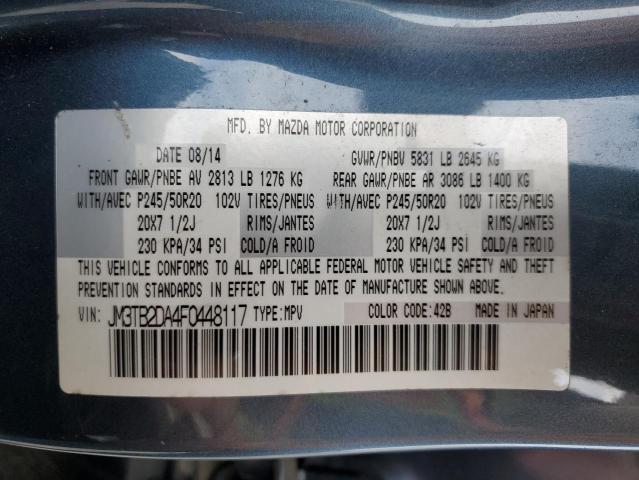 MFD. BY MAZDA MOTOR CORPORATION
DATE 08/14 GVWR/PNBV 5831 LB 2645 KG
FRONT GAWR/PNBE AV 2813 LB 1276 KG REAR GAWR/PNBE AR 3086 LB 1400 KG
WITH/AVEC P245/50R20 102V TIRES/PNEUS WITH/AVEC P245/50R20 102V TIRES/PNEUS
20X7 1/2J RIMS/JANTES 20X7 1/2J RIMS/JANTES
230 KPA/34 PSI COLD/A FROID 230 KPA/34 PSI COLD/A FROID
THIS VEHICLE CONFORMS TO ALL APPLICABLE FEDERAL MOTOR VEHICLE SAFETY AND THEFT
PREVENTION STANDARDS IN EFFECT ON THE DATE OF MANUFACTURE SHOWN ABOVE.
VIN: JM3TB2DA4F0448117 TYPE:MPV COLOR CODE:42B MADE IN JAPAN